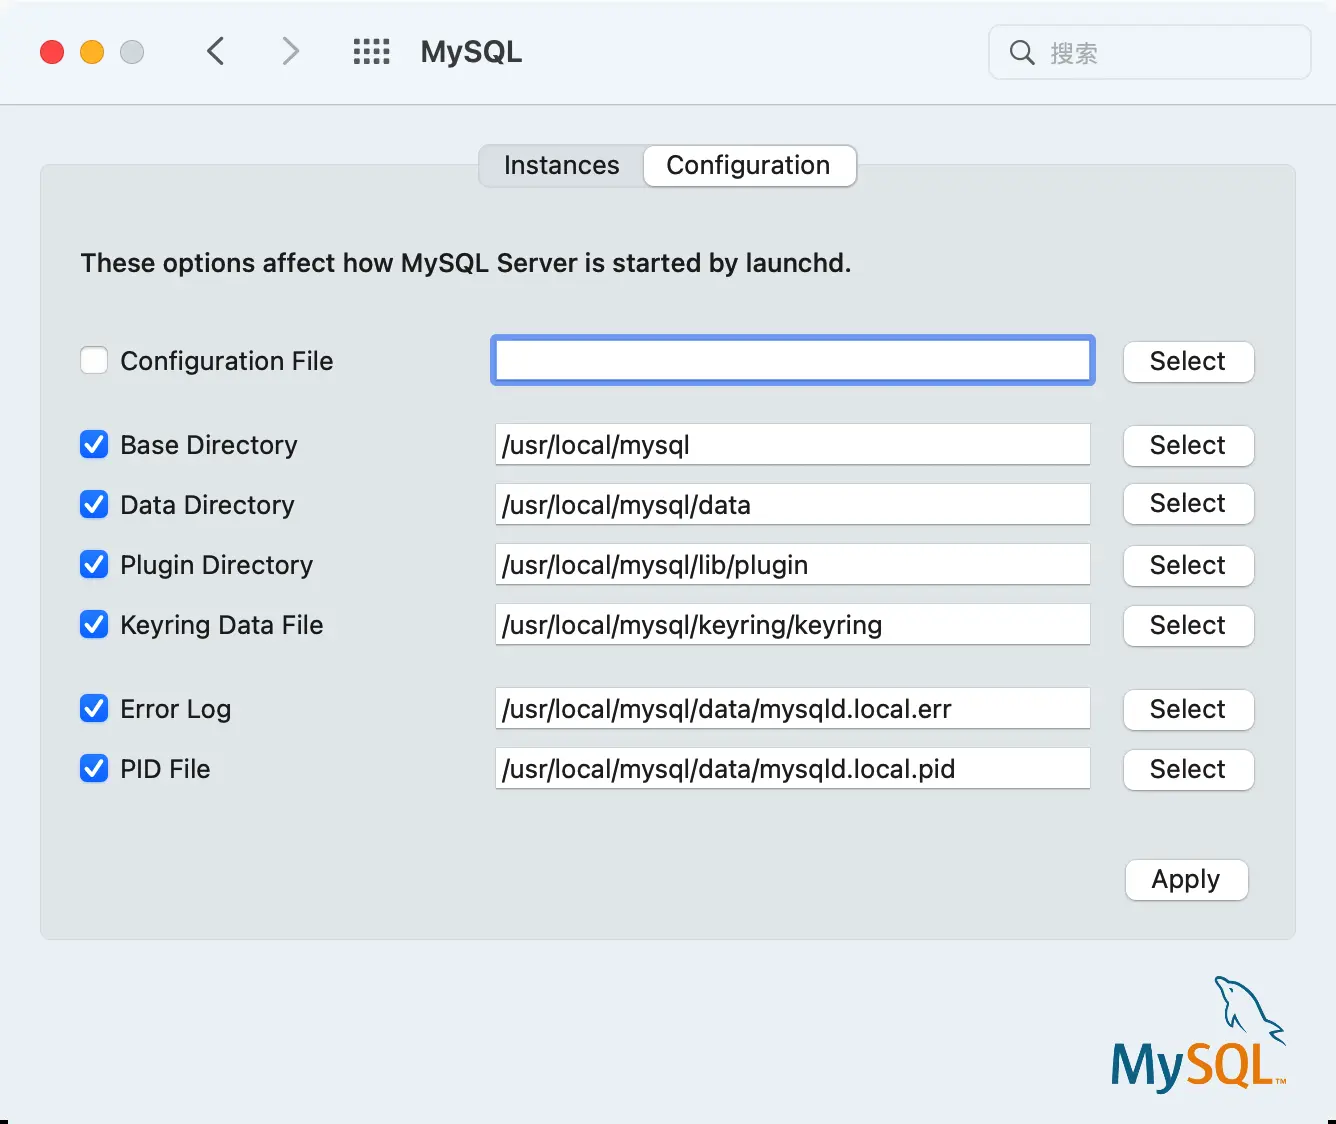 MySQL
搜索
Instances
Configuration
These options affect how MySQL Server is started by launchd.
Configuration File
Select
Base Directory
/usr/local/mysql
Select
Data Directory
/usr/local/mysql/data
Select
Plugin Directory
/usr/local/mysql/lib/plugin
Select
Keyring Data File
/usr/local/mysql/keyring/keyring
Select
Error Log
/usr/local/mysql/data/mysqld.local.err
Select
PID File
/usr/local/mysql/data/mysqld.local.pid
Select
Apply
MySQL™